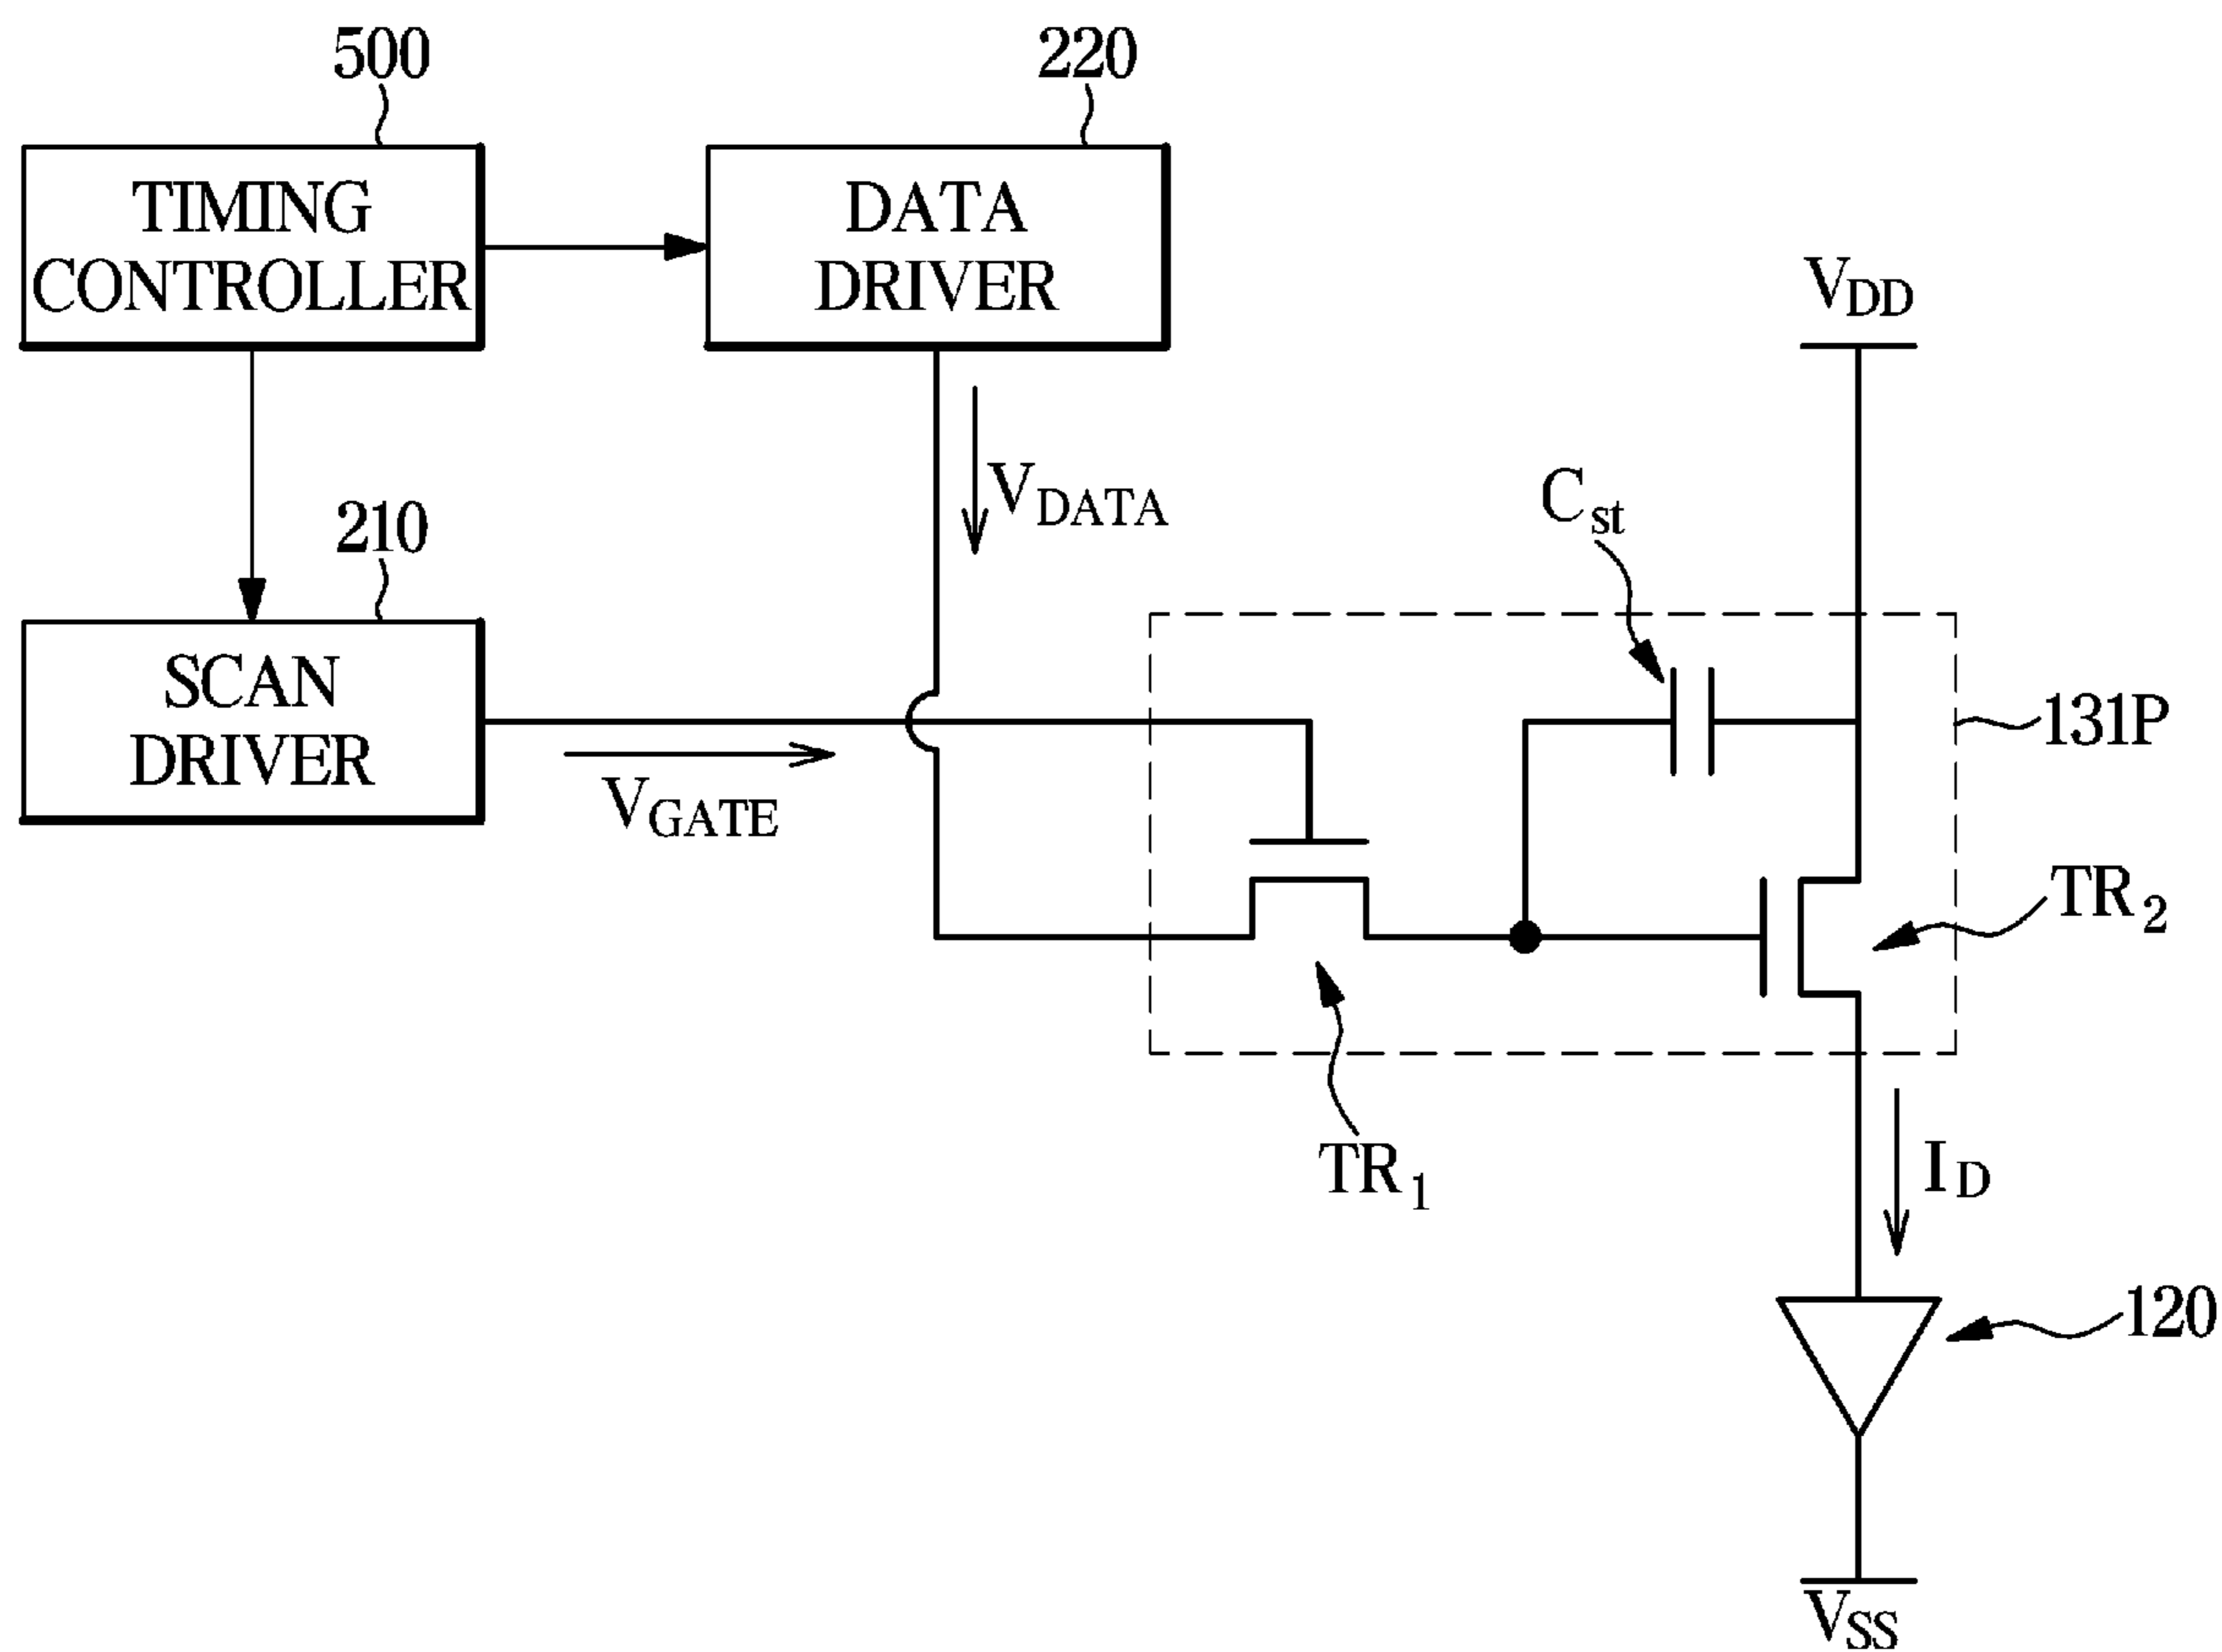 500
220
TIMING
CONTROLLER
DATA
DRIVER
VDD
VDATA
Cst
210
SCAN
DRIVER
131P
VGATE
TR2
TR1
ID
120
VSS